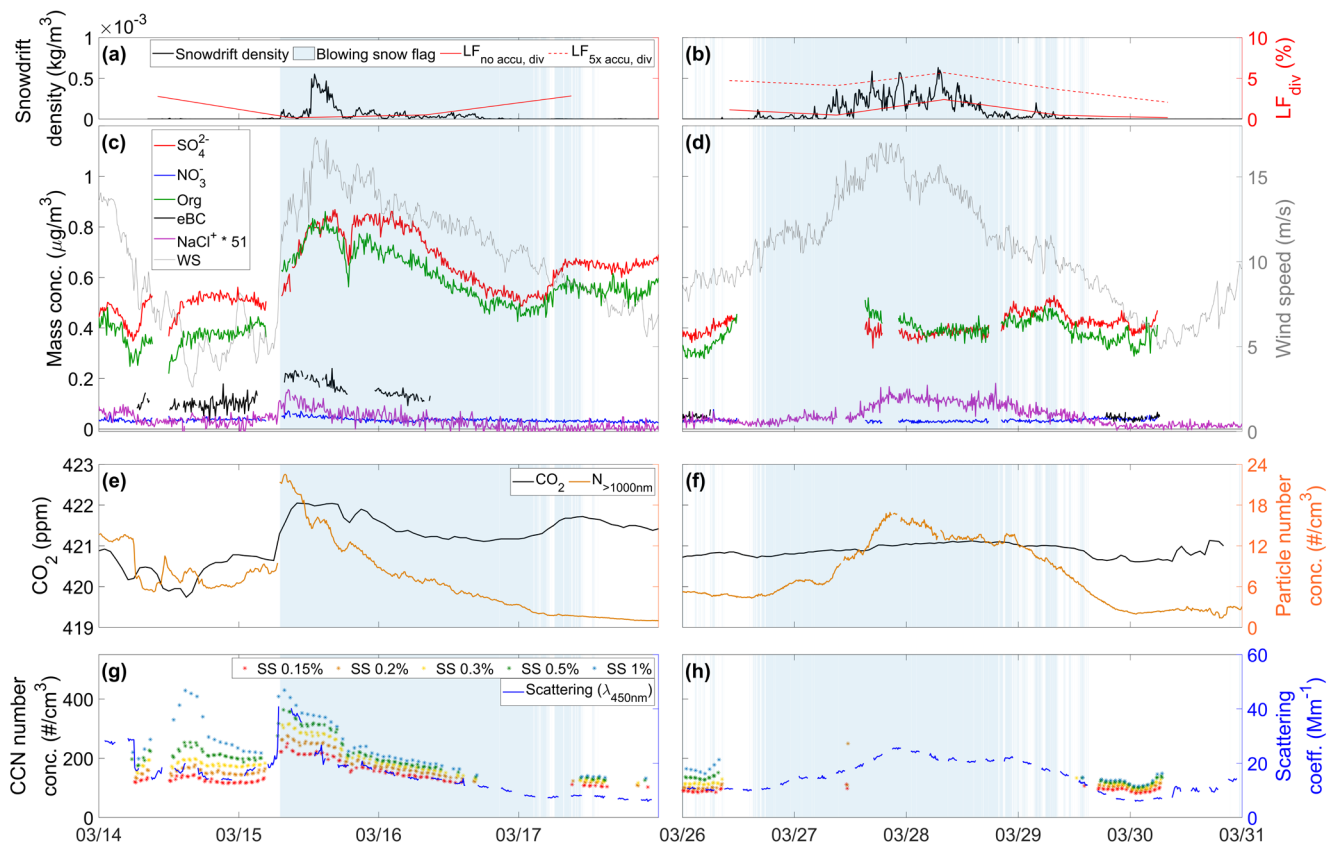 ×10⁻³
Snowdrift density (kg/m3)
1
0.5
0
(a)
Snowdrift density
Blowing snow flag
LF no accu, div
LF 5x accu, div
(b)
10
5
0
LF div (%)
Mass conc. (μg/m3)
1
0.8
0.6
0.4
0.2
0
(c)
SO₄²⁻
NO₃⁻
Org
eBC
NaCl⁺ * 51
WS
(d)
15
10
5
0
Wind speed (m/s)
CO₂ (ppm)
423
422
421
420
419
(e)
CO₂
N>1000nm
(f)
24
18
12
6
0
Particle number conc. (#/cm³)
CCN number conc. (#/cm³)
400
200
0
(g)
SS 0.15%
SS 0.2%
SS 0.3%
SS 0.5%
SS 1%
Scattering (λ450nm)
(h)
60
40
20
0
Scattering coeff. (Mm⁻¹)
03/14
03/15
03/16
03/17
03/26
03/27
03/28
03/29
03/30
03/31